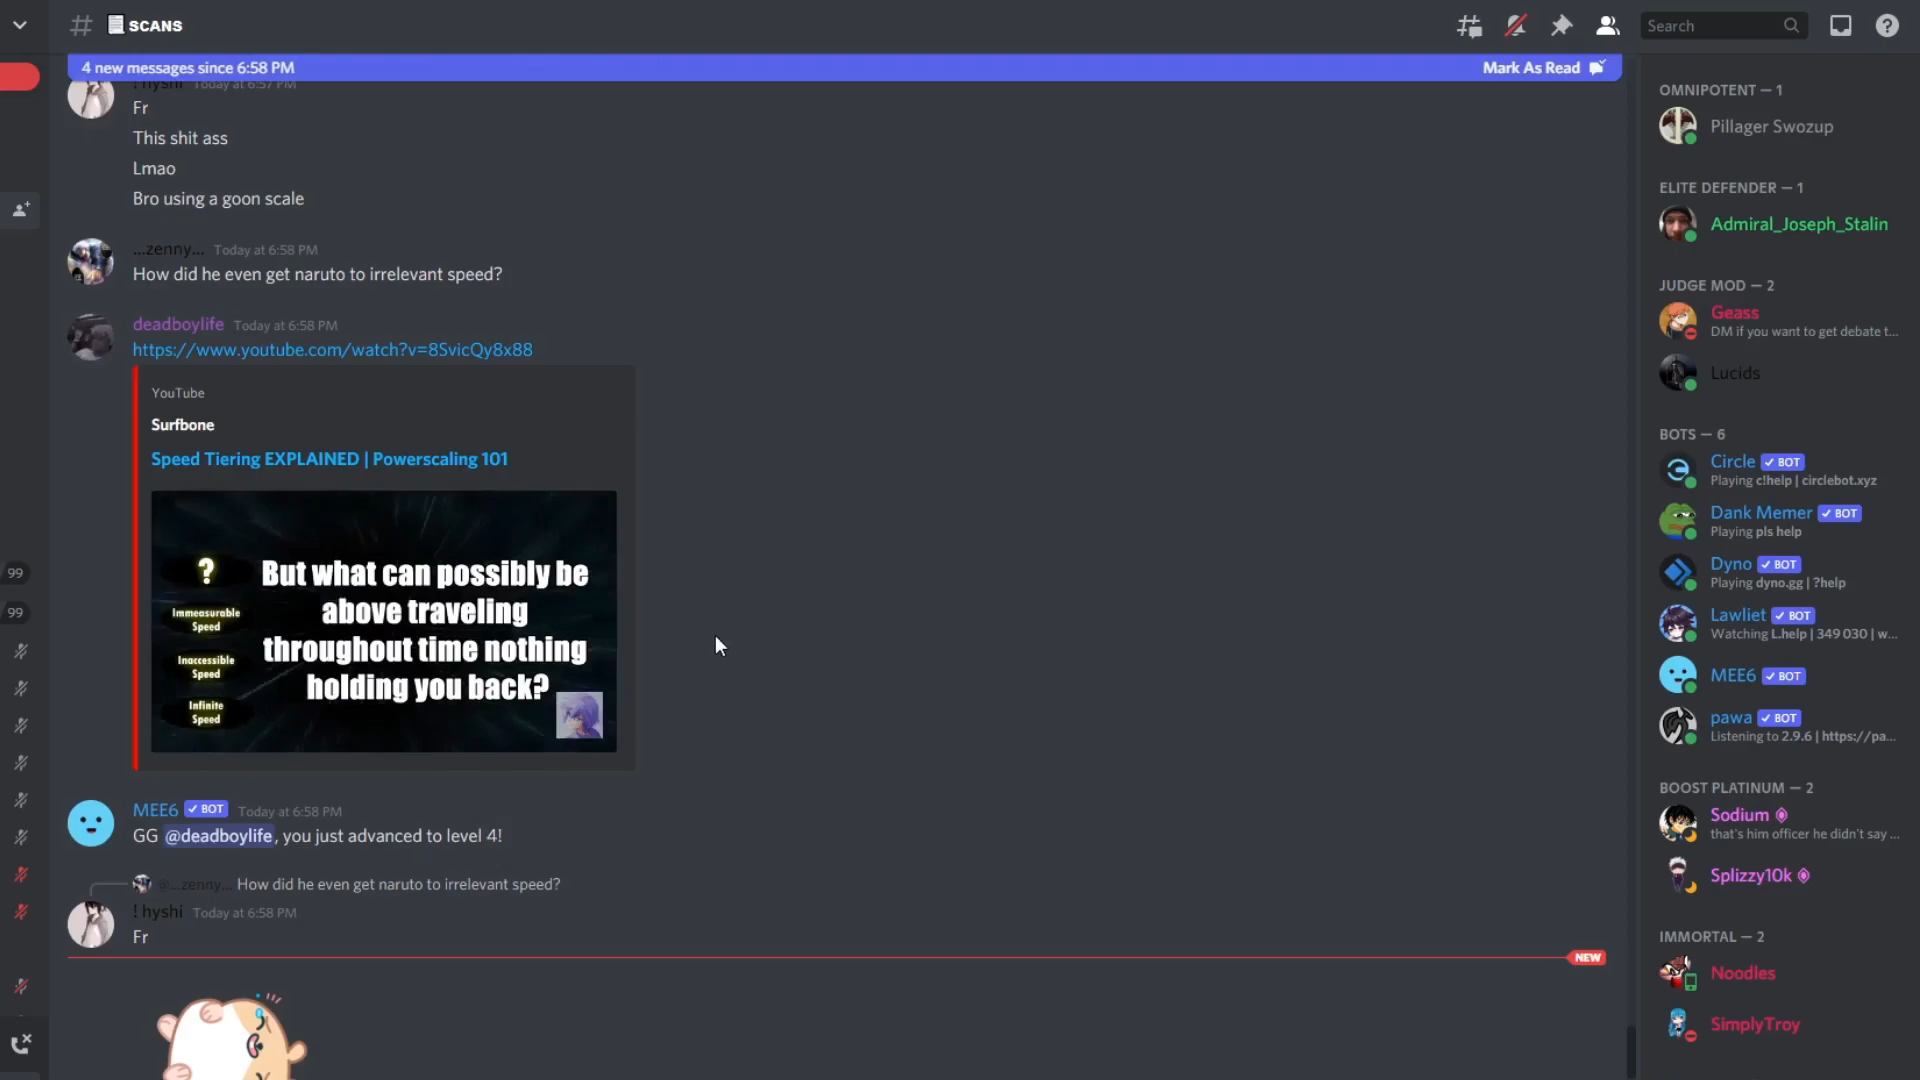 SCANS
Search
4 new messages since 6:58 PM
Mark As Read
! hyshi Today at 6:57 PM
Fr
This shit ass
Lmao
Bro using a goon scale
...zenny... Today at 6:58 PM
How did he even get naruto to irrelevant speed?
deadboylife Today at 6:58 PM
https://www.youtube.com/watch?v=8SvicQy8x88
YouTube
Surfbone
Speed Tiering EXPLAINED | Powerscaling 101
?
Immeasurable
Speed
Inaccessible
Speed
Infinite
Speed
But what can possibly be
above traveling
throughout time nothing
holding you back?
MEE6 ✓ BOT Today at 6:58 PM
GG @deadboylife, you just advanced to level 4!
@...zenny... How did he even get naruto to irrelevant speed?
! hyshi Today at 6:58 PM
Fr
NEW
99
99
OMNIPOTENT — 1
Pillager Swozup
ELITE DEFENDER — 1
Admiral_Joseph_Stalin
JUDGE MOD — 2
Geass
DM if you want to get debate t...
Lucids
BOTS — 6
Circle ✓ BOT
Playing c!help | circlebot.xyz
Dank Memer ✓ BOT
Playing pls help
Dyno ✓ BOT
Playing dyno.gg | ?help
Lawliet ✓ BOT
Watching L.help | 349 030 | w...
MEE6 ✓ BOT
pawa ✓ BOT
Listening to 2.9.6 | https://pa...
BOOST PLATINUM — 2
Sodium
that's him officer he didn't say ...
Splizzy10k
IMMORTAL — 2
Noodles
SimplyTroy